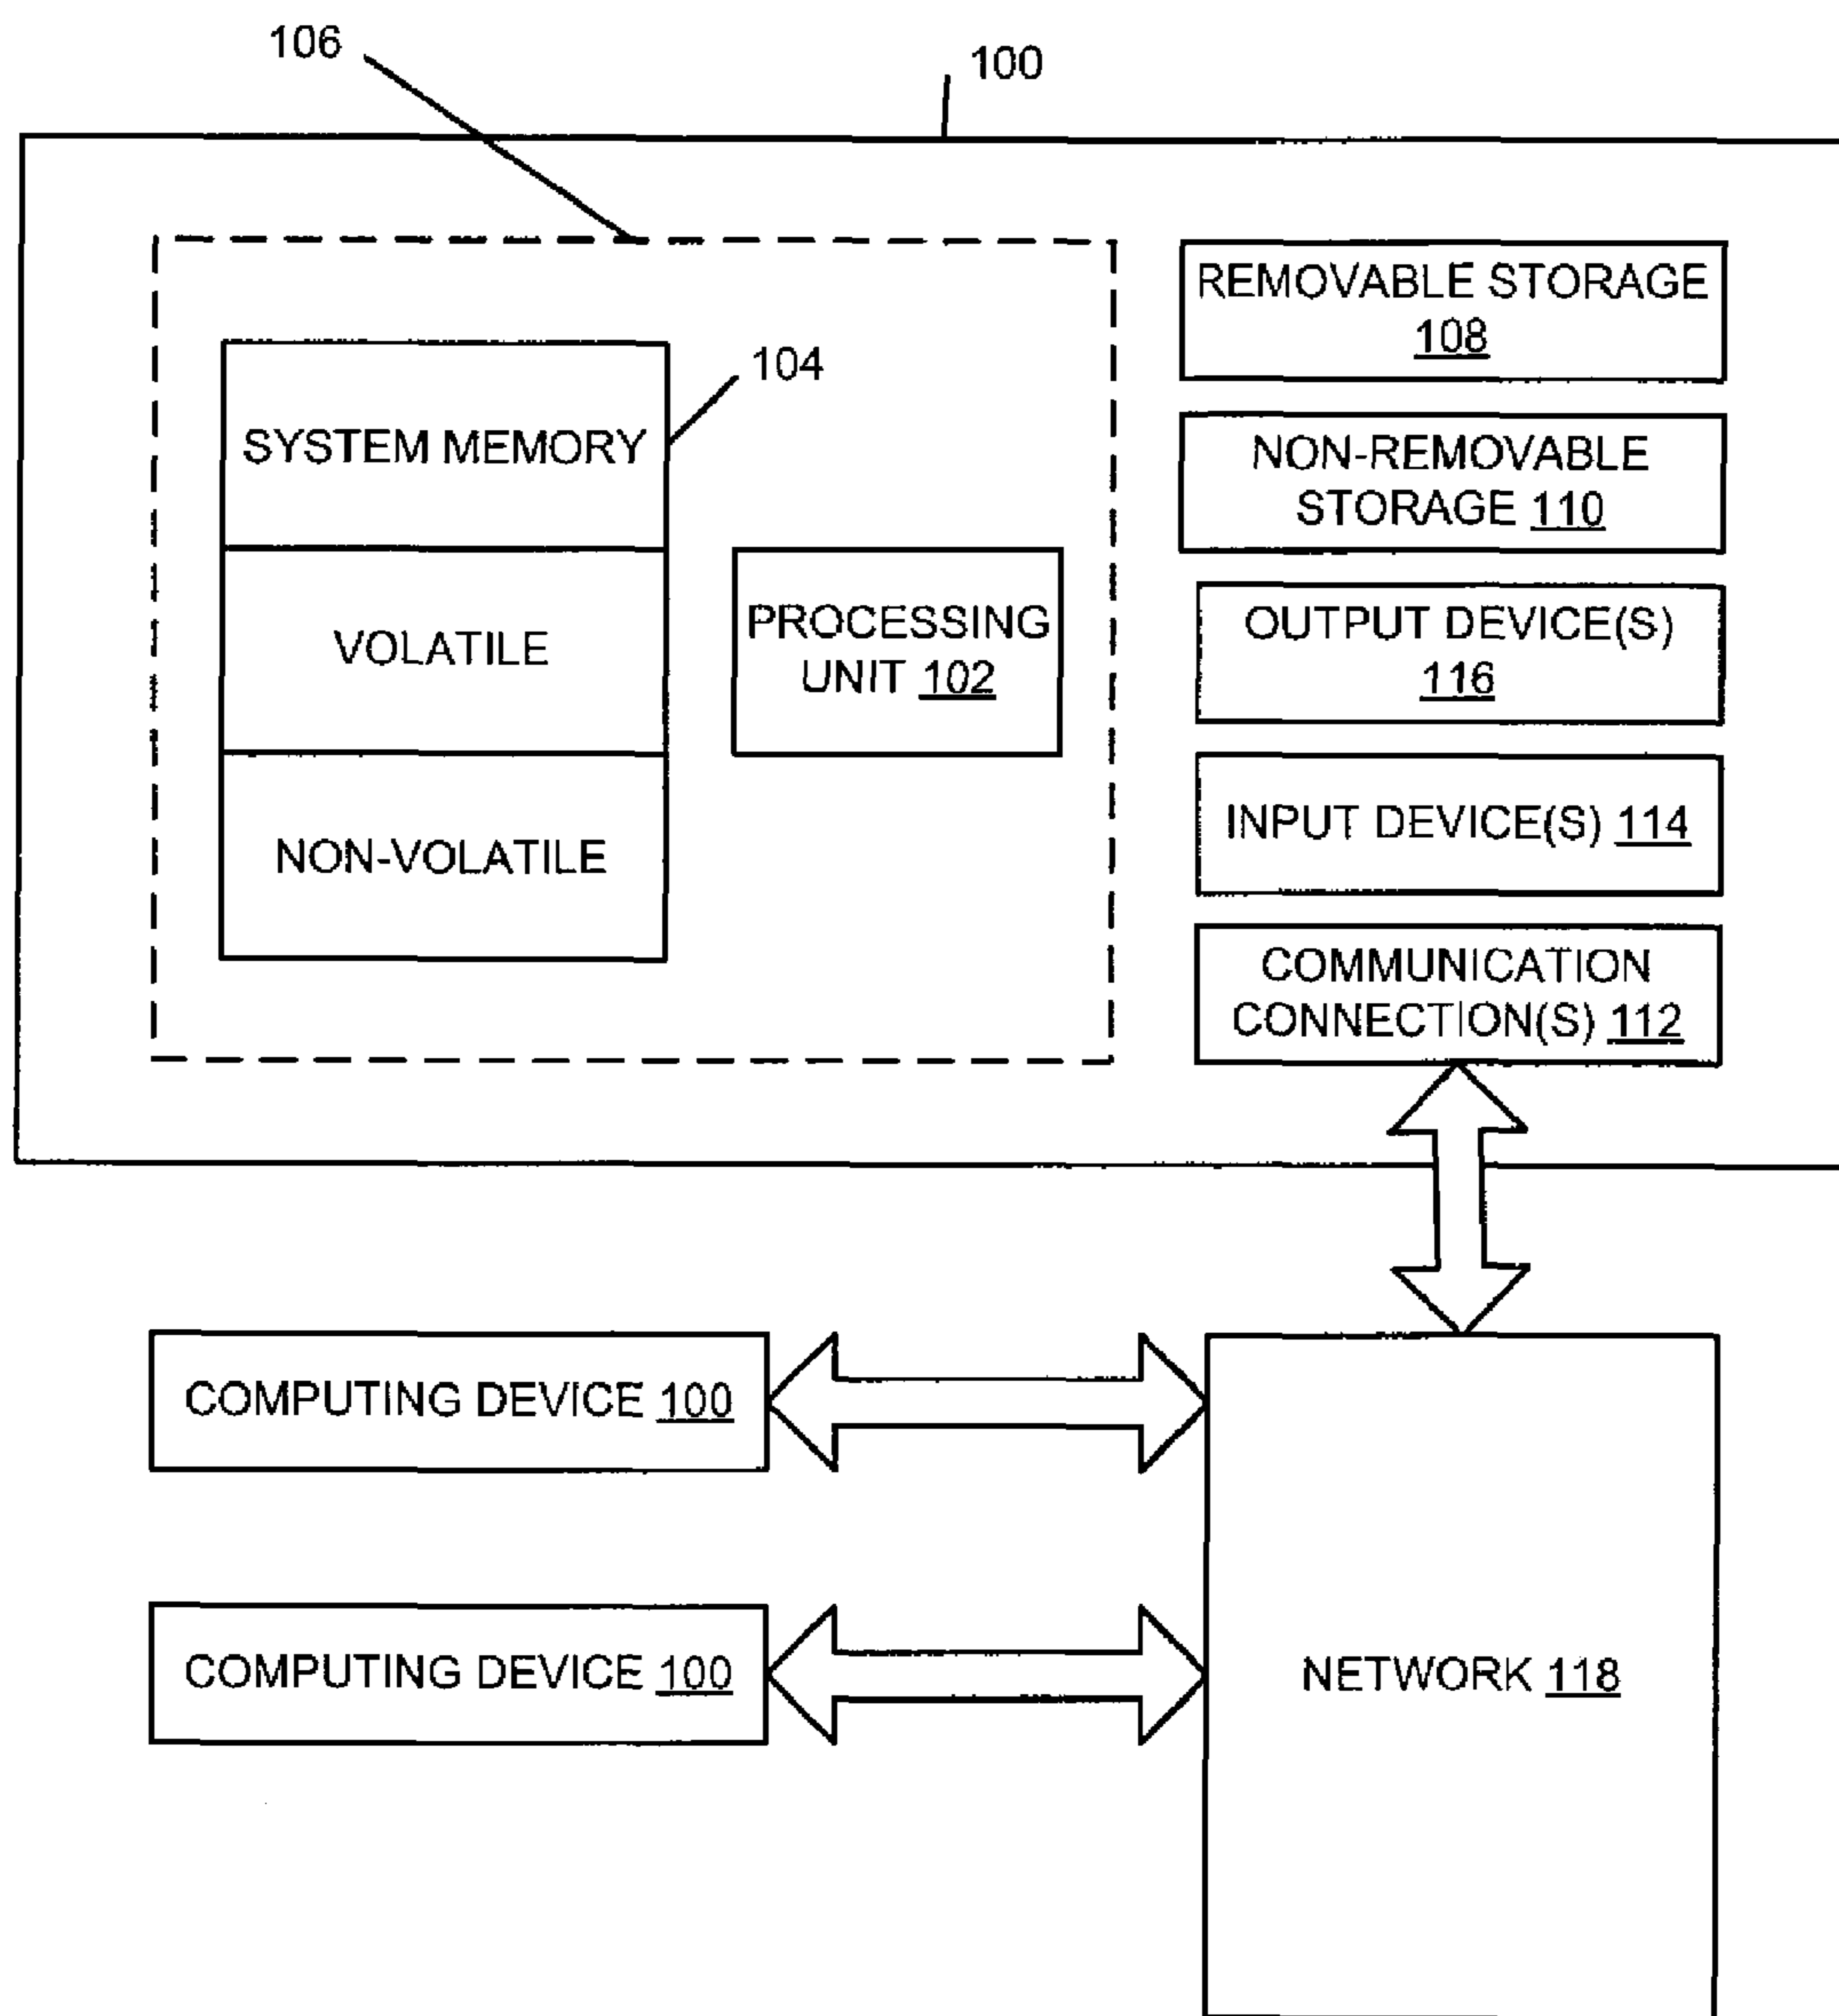 106
100
REMOVABLE STORAGE
108
104
SYSTEM MEMORY
NON-REMOVABLE
STORAGE 110
VOLATILE
PROCESSING
UNIT 102
OUTPUT DEVICE(S)
116
NON-VOLATILE
INPUT DEVICE(S) 114
COMMUNICATION
CONNECTION(S) 112
COMPUTING DEVICE 100
COMPUTING DEVICE 100
NETWORK 118